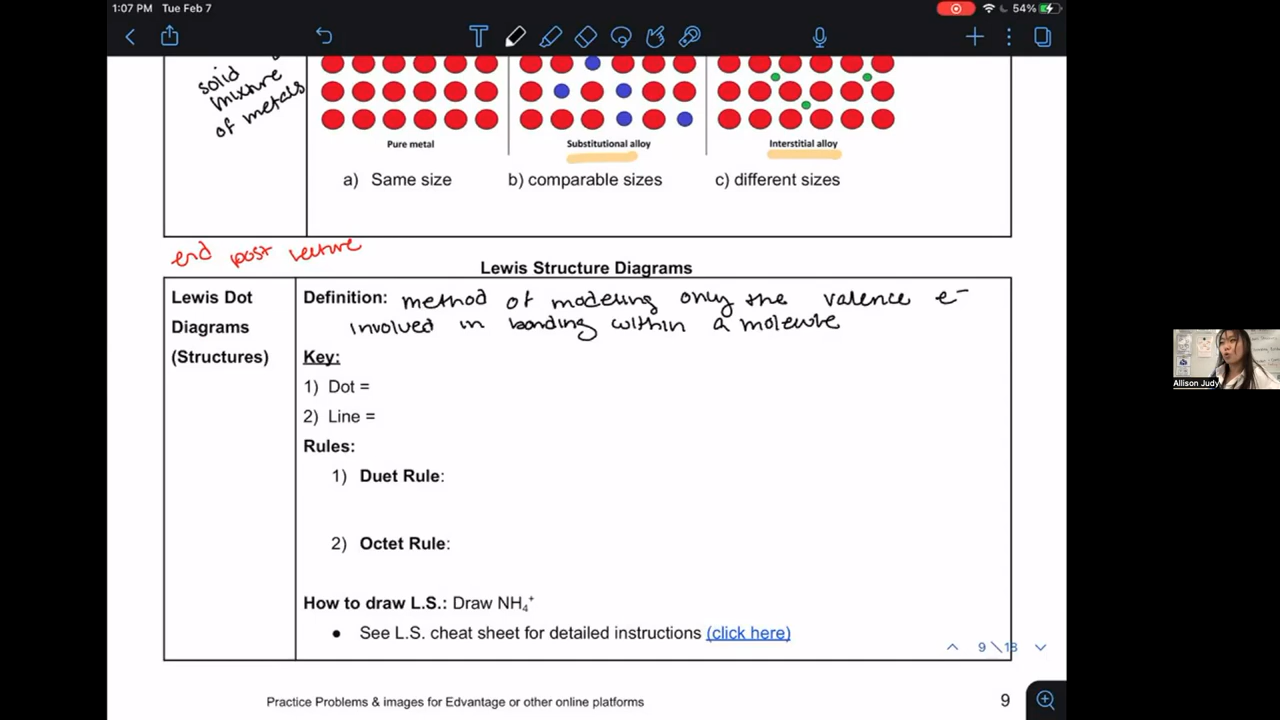 1:07 PM Tue Feb 7
54%
solid
mixture
of metals
Pure metal
Substitutional alloy
Interstitial alloy
a) Same size
b) comparable sizes
c) different sizes
end post lecture
Lewis Structure Diagrams
Lewis Dot
Diagrams
(Structures)
Definition: method of modeling only the valence e⁻
involved in bonding within a molecule
Key:
1) Dot =
2) Line =
Rules:
1) Duet Rule:
2) Octet Rule:
How to draw L.S.: Draw NH₄⁺
● See L.S. cheat sheet for detailed instructions (click here)
9 \ 18
Practice Problems & images for Edvantage or other online platforms
9
Allison Judy